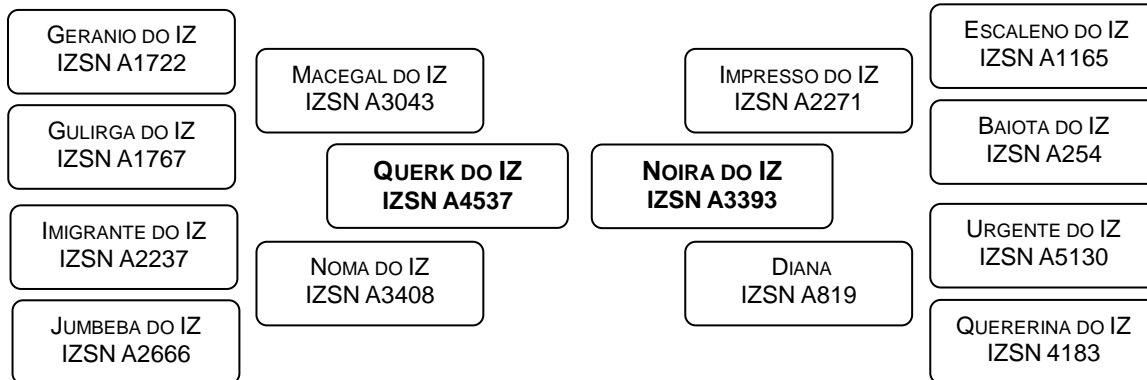 GERANIO DO IZ
IZSN A1722
GULIRGA DO IZ
IZSN A1767
IMIGRANTE DO IZ
IZSN A2237
JUMBEBA DO IZ
IZSN A2666
MACEGAL DO IZ
IZSN A3043
NOMA DO IZ
IZSN A3408
QUERK DO IZ
IZSN A4537
NOIRA DO IZ
IZSN A3393
IMPRESSO DO IZ
IZSN A2271
DIANA
IZSN A819
ESCALENO DO IZ
IZSN A1165
BAIOTA DO IZ
IZSN A254
URGENTE DO IZ
IZSN A5130
QUERERINA DO IZ
IZSN 4183